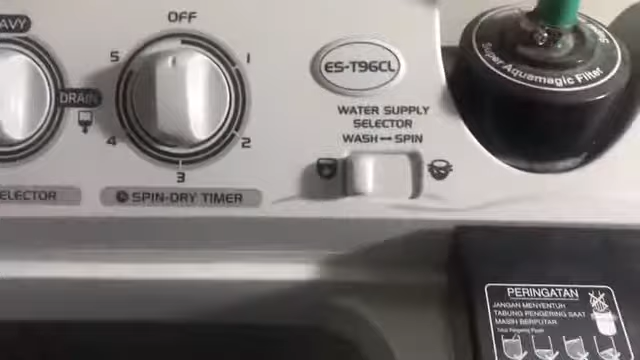 AVY
OFF
5
1
4
2
3
DRAIN
ELECTOR
SPIN-DRY TIMER
ES-T96CL
WATER SUPPLY
SELECTOR
WASH SPIN
Super Aquamagic Filter
PERINGATAN
JANGAN MENYENTUH
TABUNG PENGERING SAAT
MASIH BERPUTAR